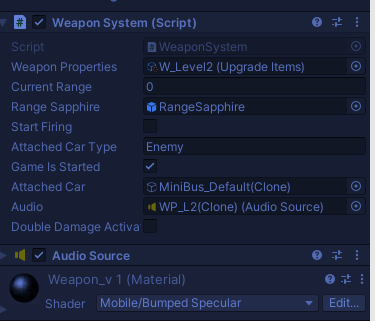 Weapon System (Script)
Script WeaponSystem
Weapon Properties W_Level2 (Upgrade Items)
Current Range 0
Range Sapphire RangeSapphire
Start Firing
Attached Car Type Enemy
Game Is Started
Attached Car MiniBus_Default(Clone)
Audio WP_L2(Clone) (Audio Source)
Double Damage Activa
Audio Source
Weapon_v 1 (Material)
Shader Mobile/Bumped Specular Edit...